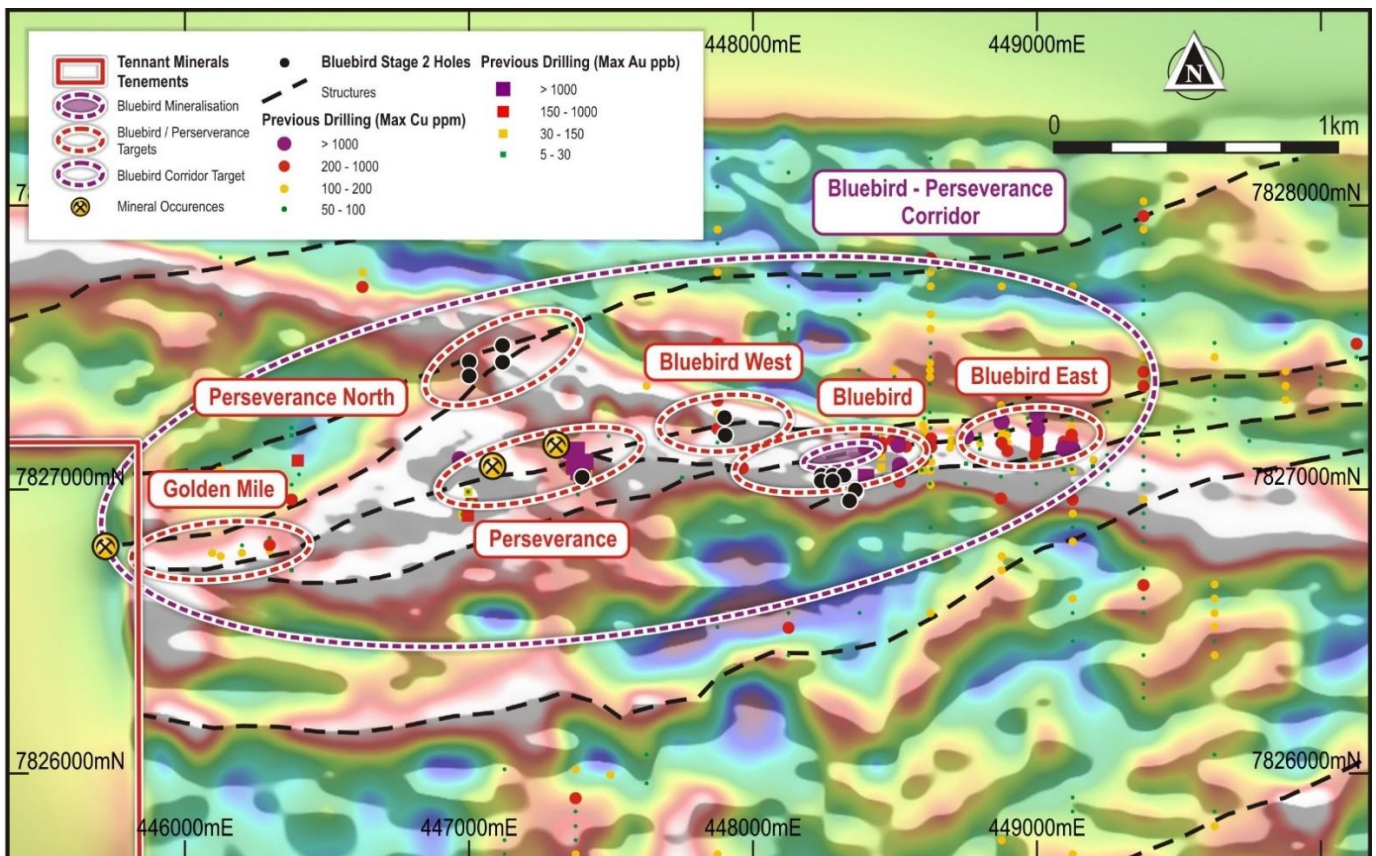 Tennant Minerals
Tenements
Bluebird Mineralisation
Bluebird / Perserverance
Targets
Bluebird Corridor Target
Mineral Occurences
Bluebird Stage 2 Holes
Structures
Previous Drilling (Max Cu ppm)
> 1000
200 - 1000
100 - 200
50 - 100
Previous Drilling (Max Au ppb)
> 1000
150 - 1000
30 - 150
5 - 30
448000mE
449000mE
N
0
1km
7828000mN
7828000mN
Bluebird - Perseverance
Corridor
Bluebird West
Bluebird
Bluebird East
Perseverance North
Golden Mile
Perseverance
7827000mN
7827000mN
7826000mN
7826000mN
446000mE
447000mE
448000mE
449000mE